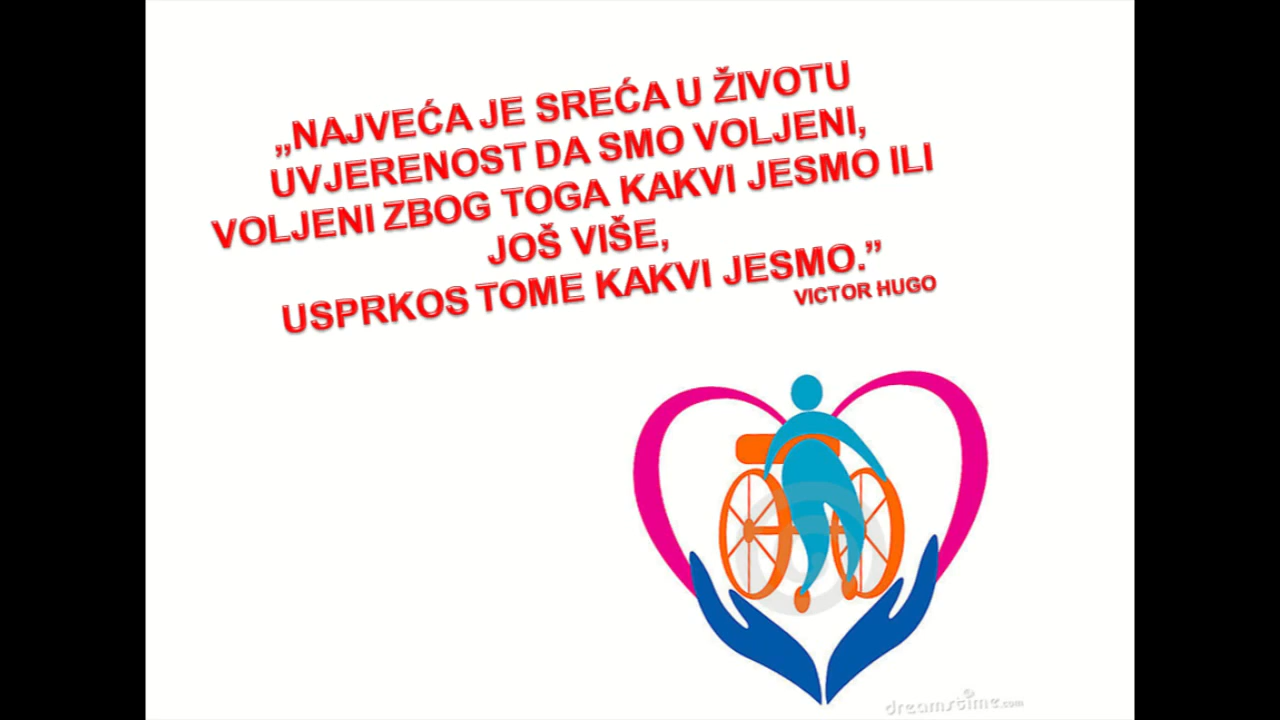 „NAJVEĆA JE SREĆA U ŽIVOTU
UVJERENOST DA SMO VOLJENI,
VOLJENI ZBOG TOGA KAKVI JESMO ILI
JOŠ VIŠE,
USPRKOS TOME KAKVI JESMO.”
VICTOR HUGO
dreamstime.com